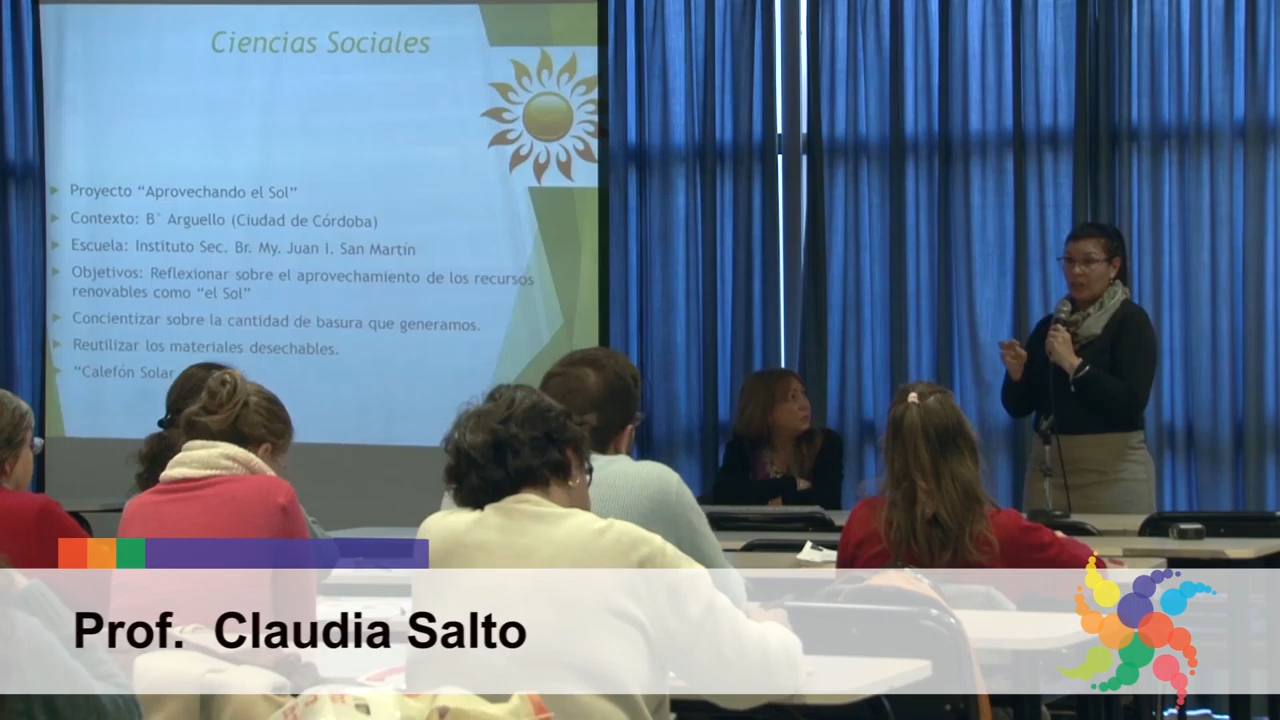 Ciencias Sociales
Proyecto “Aprovechando el Sol”
Contexto: B° Arguello (Ciudad de Córdoba)
Escuela: Instituto Sec. Br. My. Juan I. San Martín
Objetivos: Reflexionar sobre el aprovechamiento de los recursos
renovables como “el Sol”
Concientizar sobre la cantidad de basura que generamos.
Reutilizar los materiales desechables.
“Calefón Solar
Prof. Claudia Salto